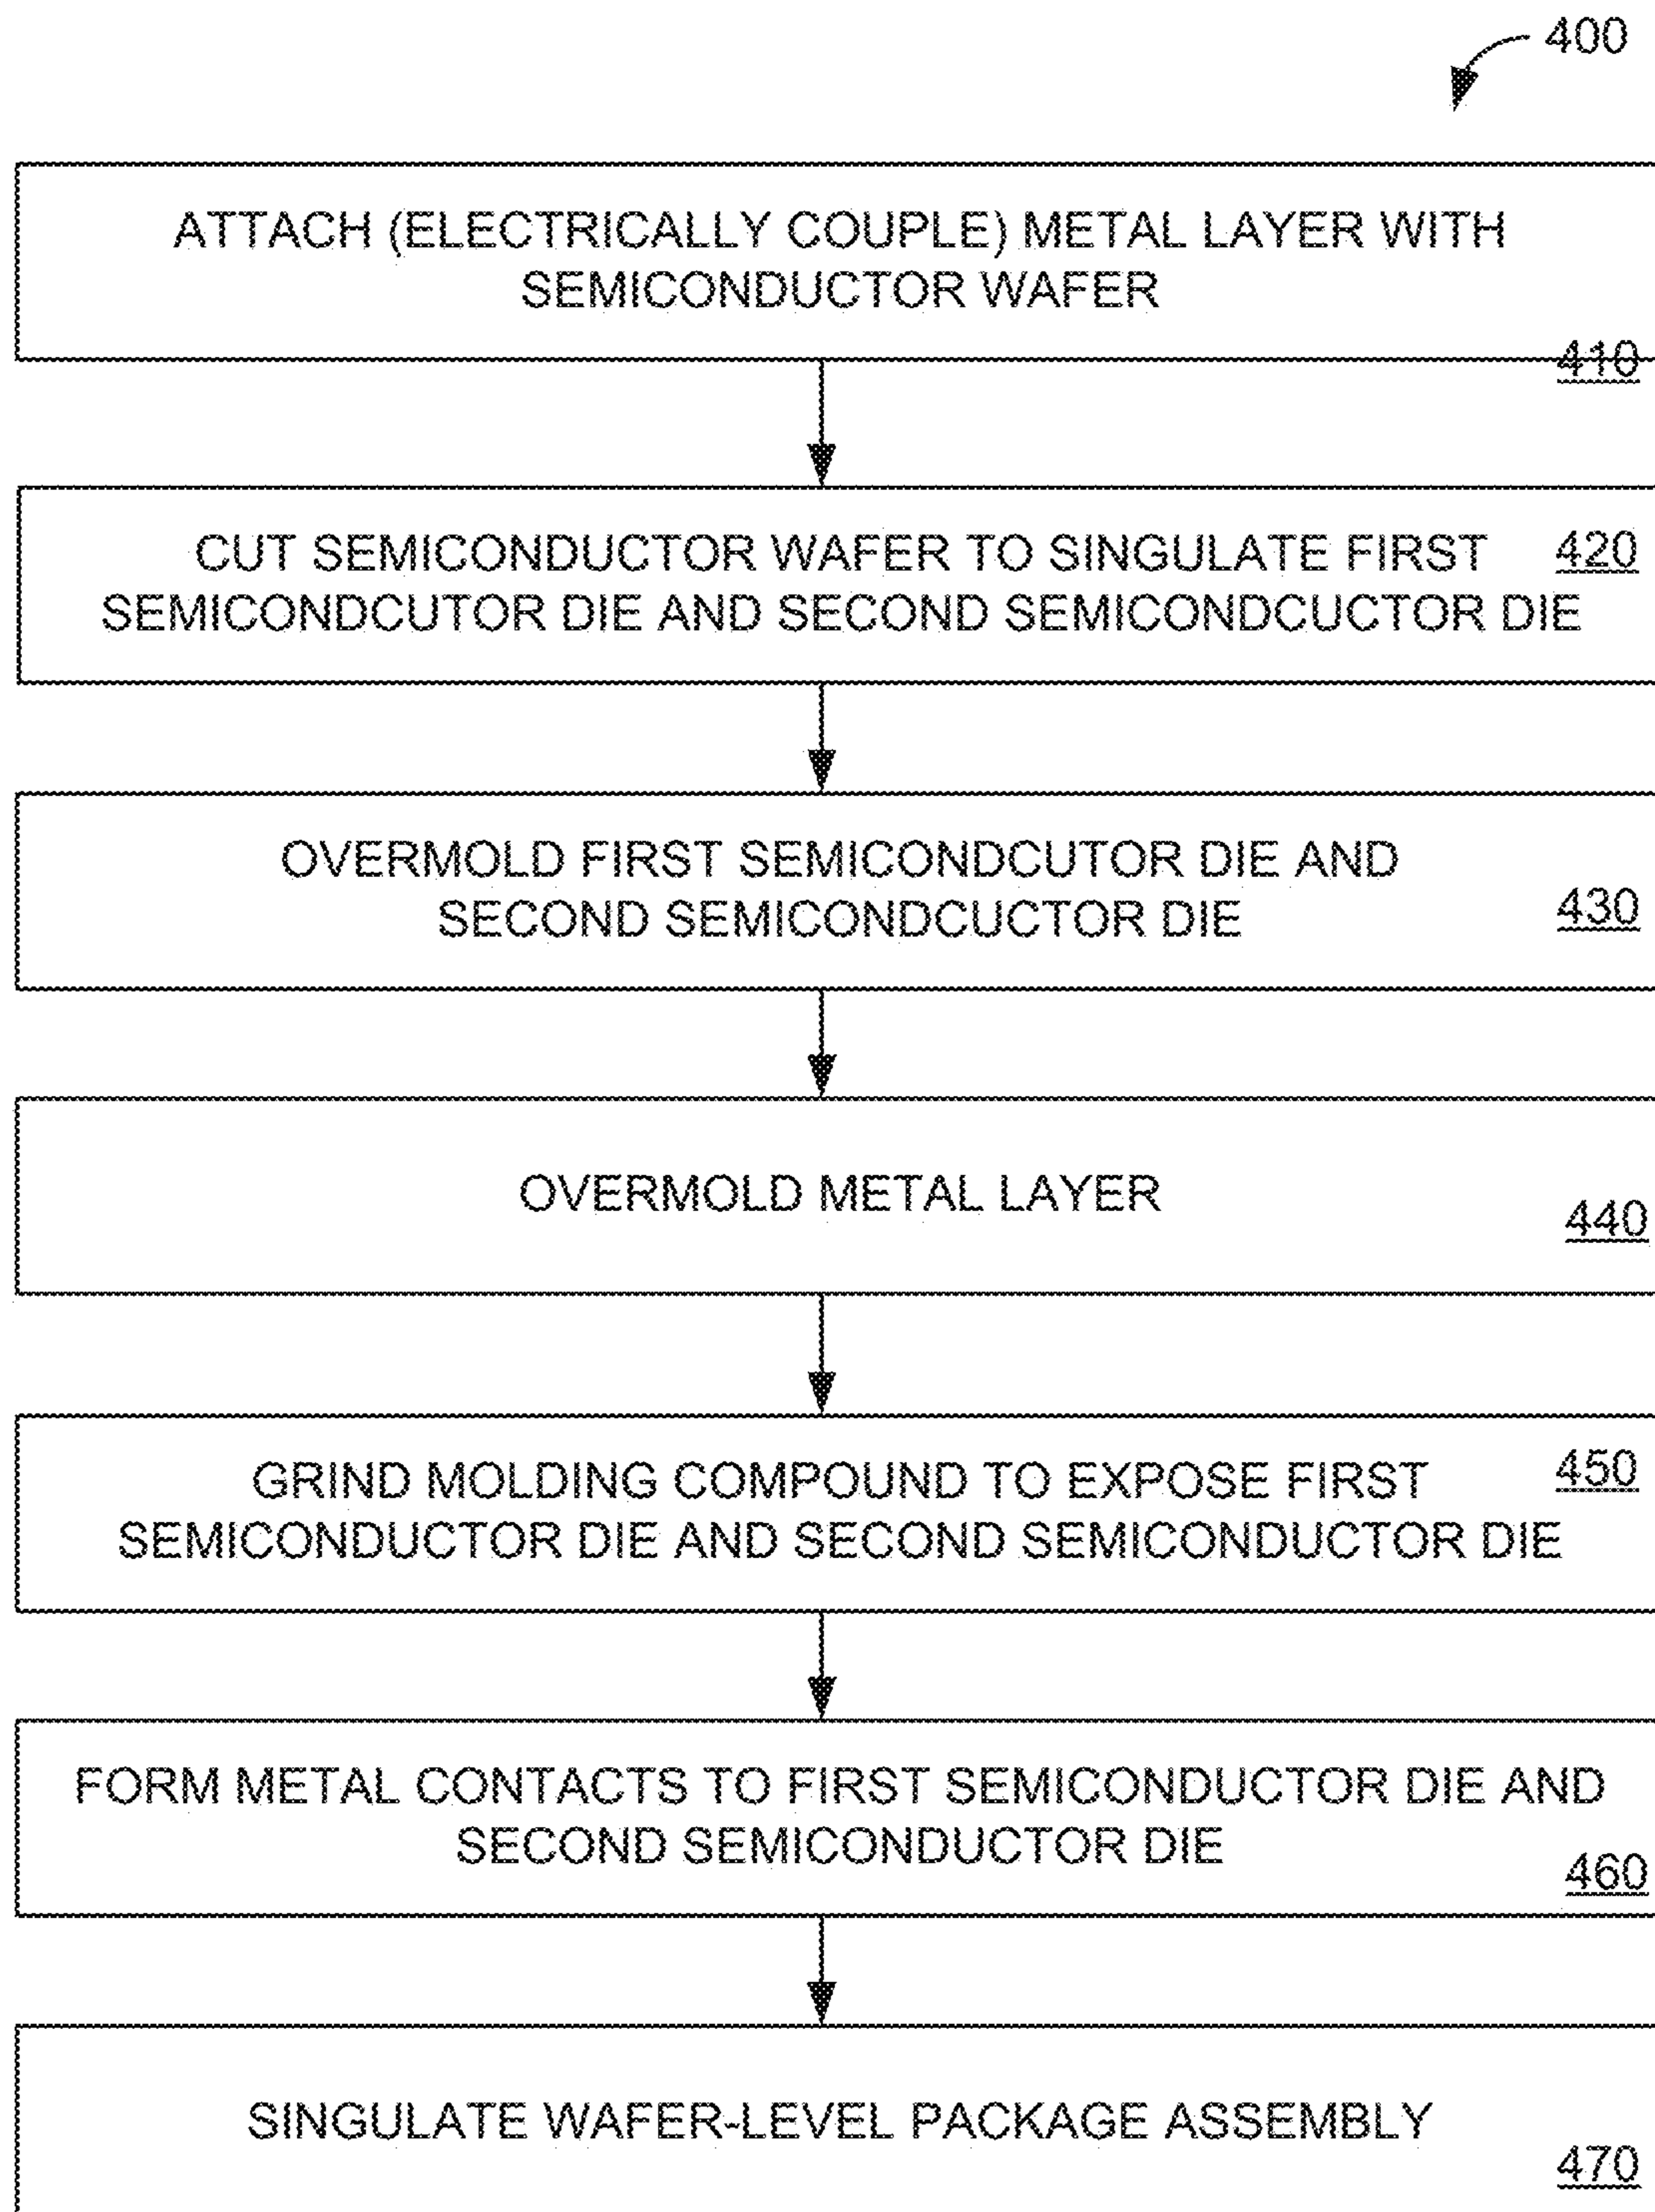 400
ATTACH (ELECTRICALLY COUPLE) METAL LAYER WITH
SEMICONDUCTOR WAFER
410
CUT SEMICONDUCTOR WAFER TO SINGULATE FIRST 420
SEMICONDCUTOR DIE AND SECOND SEMICONDCUCTOR DIE
OVERMOLD FIRST SEMICONDCUTOR DIE AND
SECOND SEMICONDCUCTOR DIE 430
OVERMOLD METAL LAYER
440
GRIND MOLDING COMPOUND TO EXPOSE FIRST 450
SEMICONDUCTOR DIE AND SECOND SEMICONDUCTOR DIE
FORM METAL CONTACTS TO FIRST SEMICONDUCTOR DIE AND
SECOND SEMICONDUCTOR DIE
460
SINGULATE WAFER-LEVEL PACKAGE ASSEMBLY
470